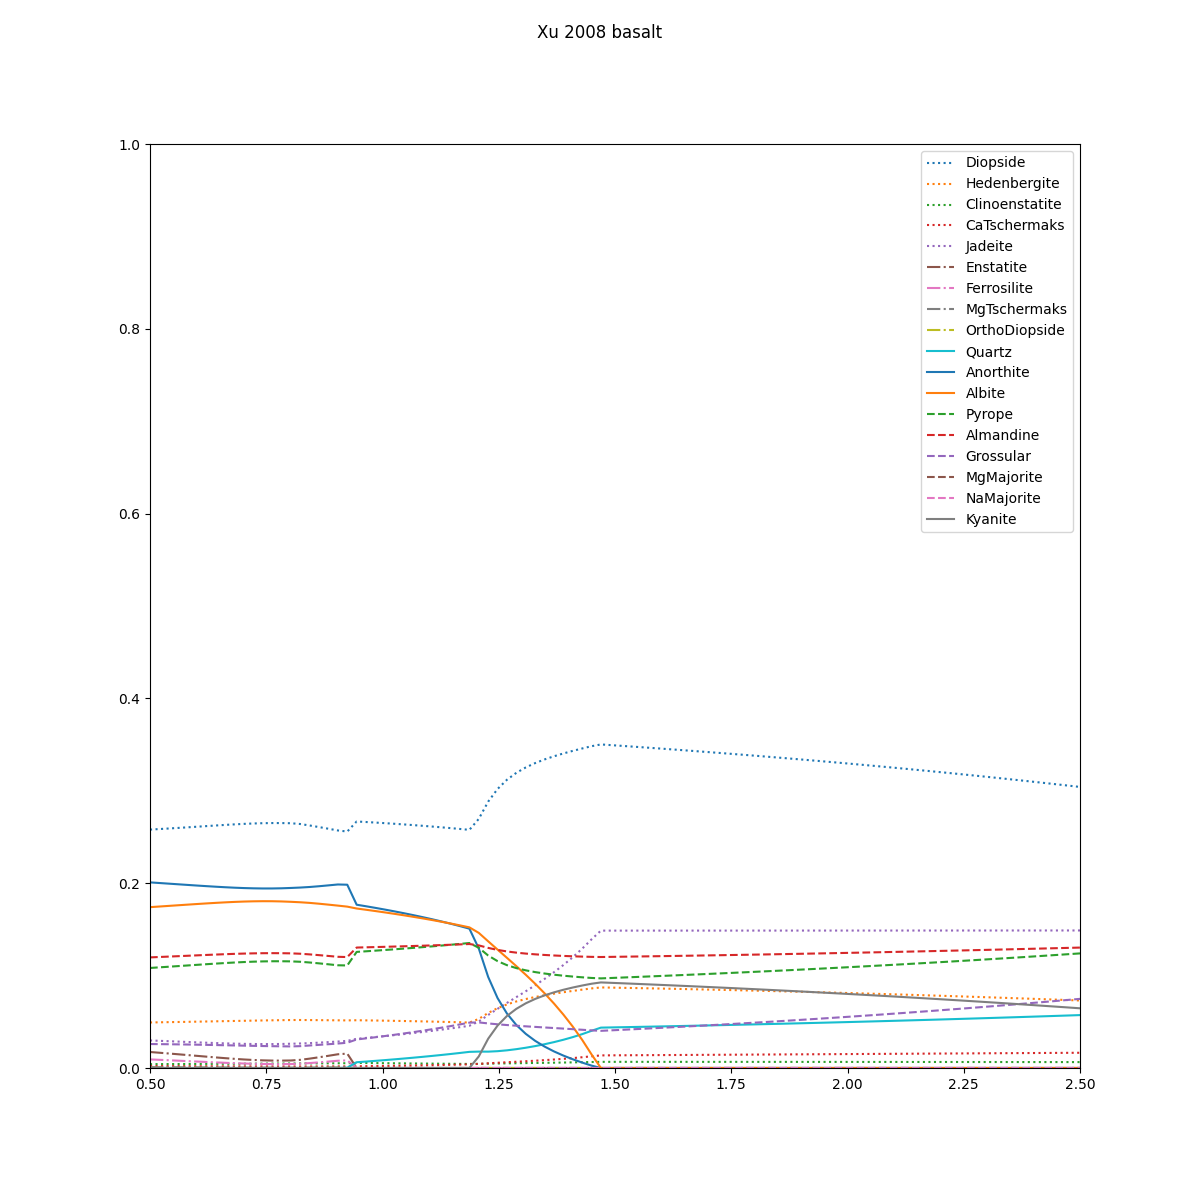 Xu 2008 basalt
1.0
0.8
0.6
0.4
0.2
0.0
Diopside
Hedenbergite
Clinoenstatite
CaTschermaks
Jadeite
Enstatite
Ferrosilite
MgTschermaks
OrthoDiopside
Quartz
Anorthite
Albite
Pyrope
Almandine
Grossular
MgMajorite
NaMajorite
Kyanite
0.50 0.75 1.00 1.25 1.50 1.75 2.00 2.25 2.50